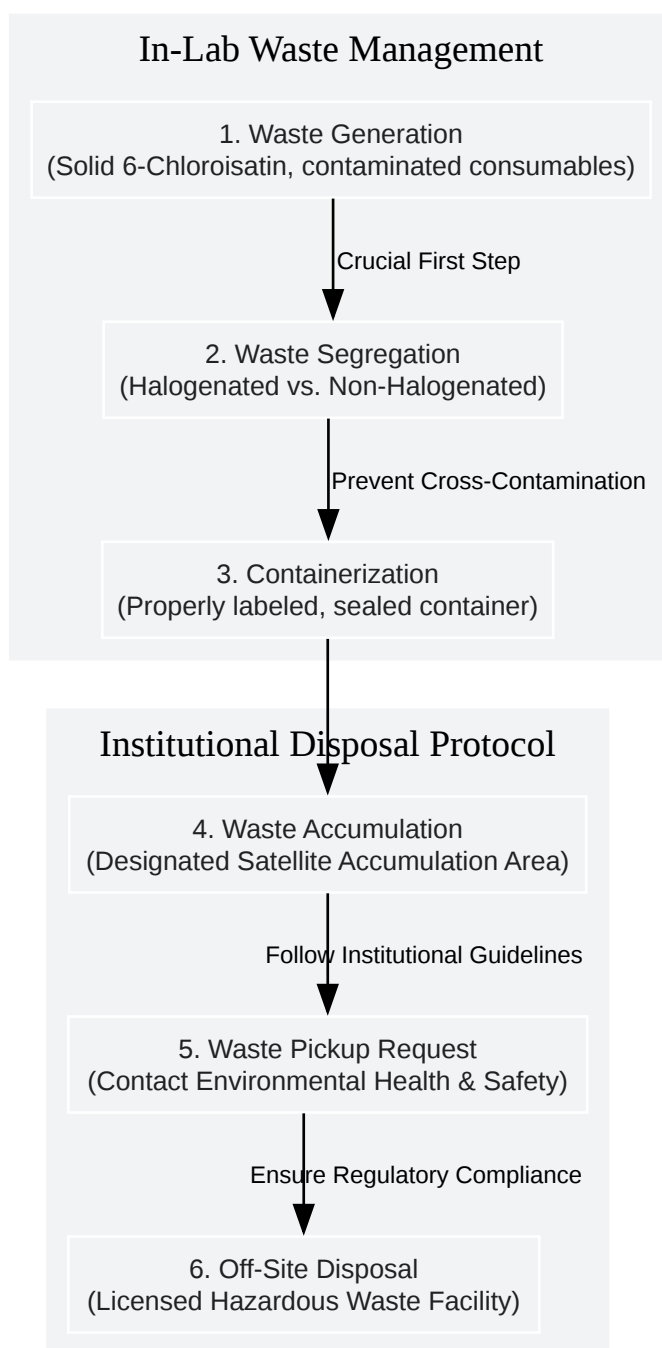 In-Lab Waste Management
1. Waste Generation
(Solid 6-Chloroisatin, contaminated consumables)
Crucial First Step
2. Waste Segregation
(Halogenated vs. Non-Halogenated)
Prevent Cross-Contamination
3. Containerization
(Properly labeled, sealed container)
Institutional Disposal Protocol
4. Waste Accumulation
(Designated Satellite Accumulation Area)
Follow Institutional Guidelines
5. Waste Pickup Request
(Contact Environmental Health & Safety)
Ensure Regulatory Compliance
6. Off-Site Disposal
(Licensed Hazardous Waste Facility)